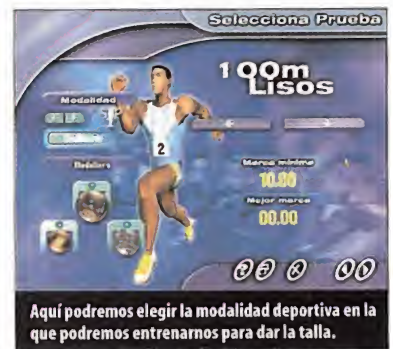 Selecciona Prueba
100m
Lisos
Modalidad
2
Medallero
Marca mínima
10.00
Mejor marca
00.00
Aquí podremos elegir la modalidad deportiva en la
que podremos entrenarnos para dar la talla.